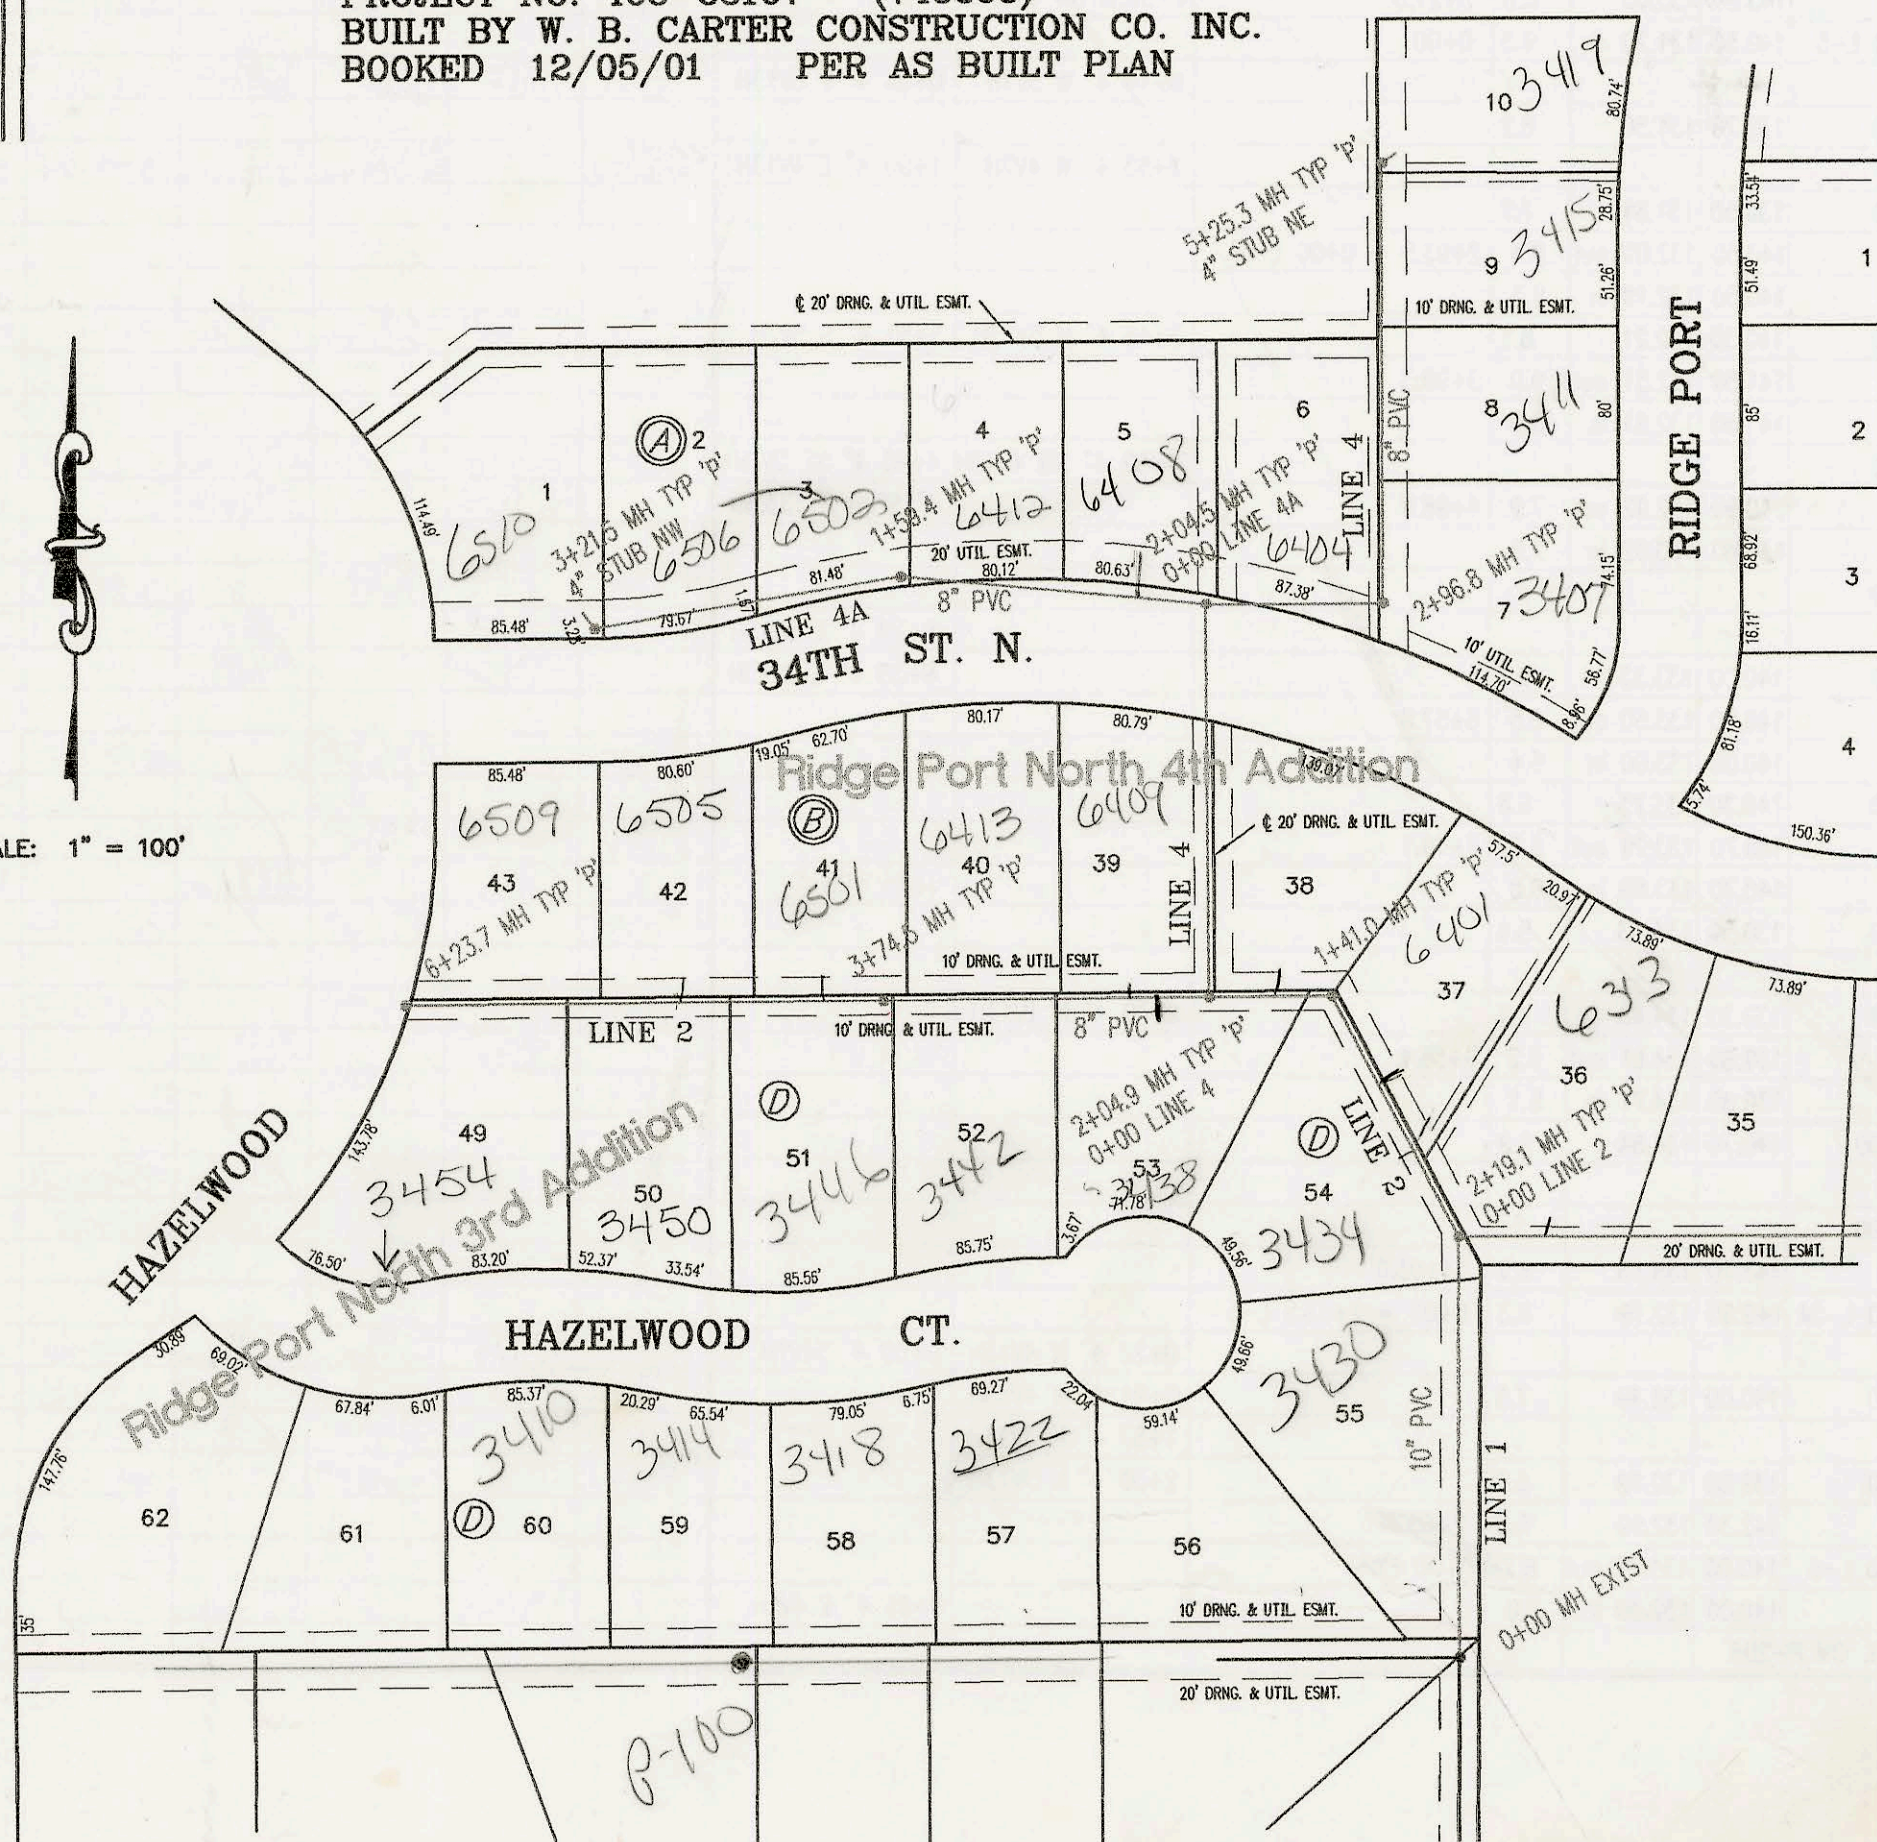 BUILT BY W. B. CARTER CONSTRUCTION CO. INC.
BOOKED 12/05/01 PER AS BUILT PLAN
10 3419
80.74'
5+25.3 MH TYP 'P'
4" STUB NE
33.54'
28.75'
9 3415
51.26'
51.49'
1
10' DRNG. & UTIL. ESMT.
℄ 20' DRNG. & UTIL. ESMT.
RIDGE PORT
8" PVC
8 3411
80'
85'
2
A
1
2
3
4
5
6
LINE 4
114.49'
6510
3+21.5 MH TYP 'P'
4" STUB NW
6506
6502
1+59.4 MH TYP 'P'
6412
6408
2+04.5 MH TYP 'P'
0+00 LINE 4A
6404
20' UTIL. ESMT.
2+96.8 MH TYP 'P'
7 3407
74.15'
68.92'
3
85.48'
3.28'
79.67'
1.67'
81.48'
80.12'
80.63'
87.38'
16.11'
LINE 4A
8" PVC
34TH ST. N.
10' UTIL. ESMT.
114.70'
56.77'
8.96'
81.18'
4
5.74'
150.36'
85.48'
80.60'
19.05'
62.70'
80.17'
80.79'
139.07'
Ridge Port North 4th Addition
1" = 100'
6509
6505
B
6413
6409
℄ 20' DRNG. & UTIL. ESMT.
57.5'
20.97'
73.89'
73.89'
43
42
41
6501
40
39
LINE 4
38
6+23.7 MH TYP 'P'
10' DRNG. & UTIL. ESMT.
1+41.0 MH TYP 'P'
6401
37
6313
36
35
LINE 2
10' DRNG. & UTIL. ESMT.
8" PVC
2+04.9 MH TYP 'P'
0+00 LINE 4
D
D
LINE 2
2+19.1 MH TYP 'P'
0+00 LINE 2
HAZELWOOD
143.78'
49
3454
50
3450
51
3446
52
3442
53
54
3434
Ridge Port North 3rd Addition
76.50'
83.20'
52.37'
33.54'
85.56'
85.75'
3.67'
71.78'
49.56'
20' DRNG. & UTIL. ESMT.
HAZELWOOD CT.
30.89'
69.02'
147.76'
35'
67.84'
6.01'
85.37'
20.29'
65.54'
79.05'
6.75'
69.27'
22.04'
59.14'
49.66'
3430
55
10" PVC
LINE 1
3410
3414
3418
3422
62
61
D
60
59
58
57
56
10' DRNG. & UTIL. ESMT.
0+00 MH EXIST
20' DRNG. & UTIL. ESMT.
P-100